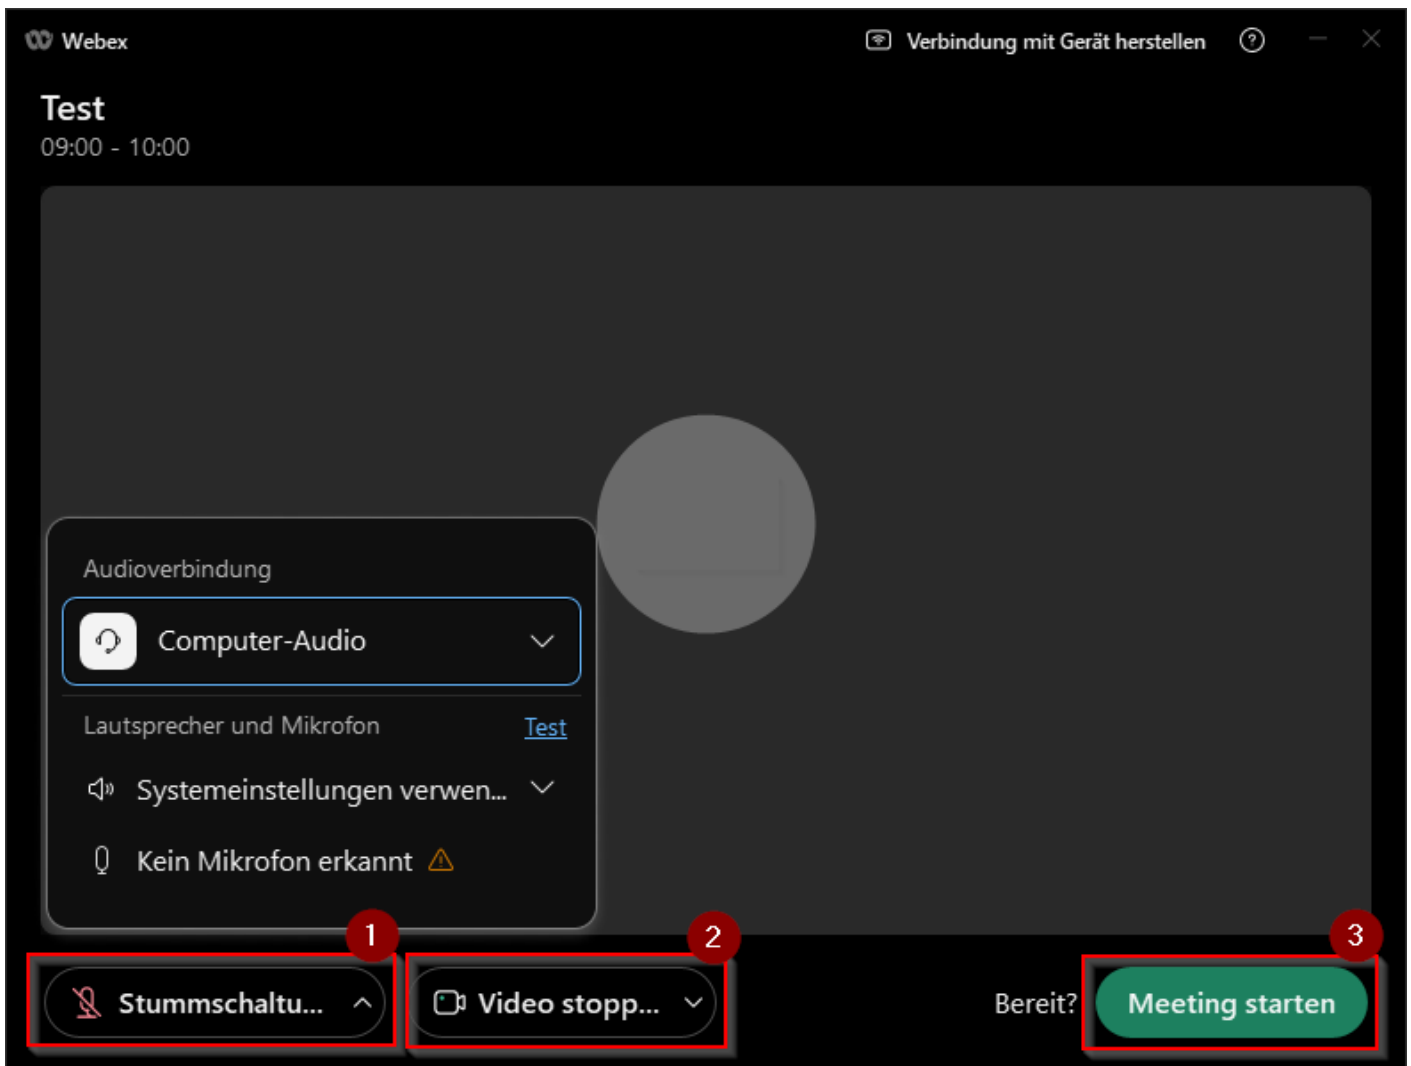 Webex
Verbindung mit Gerät herstellen
Test
09:00 - 10:00
Audioverbindung
Computer-Audio
Lautsprecher und Mikrofon Test
Systemeinstellungen verwen...
Kein Mikrofon erkannt
1
2
3
Stummschaltu...
Video stopp...
Bereit?
Meeting starten